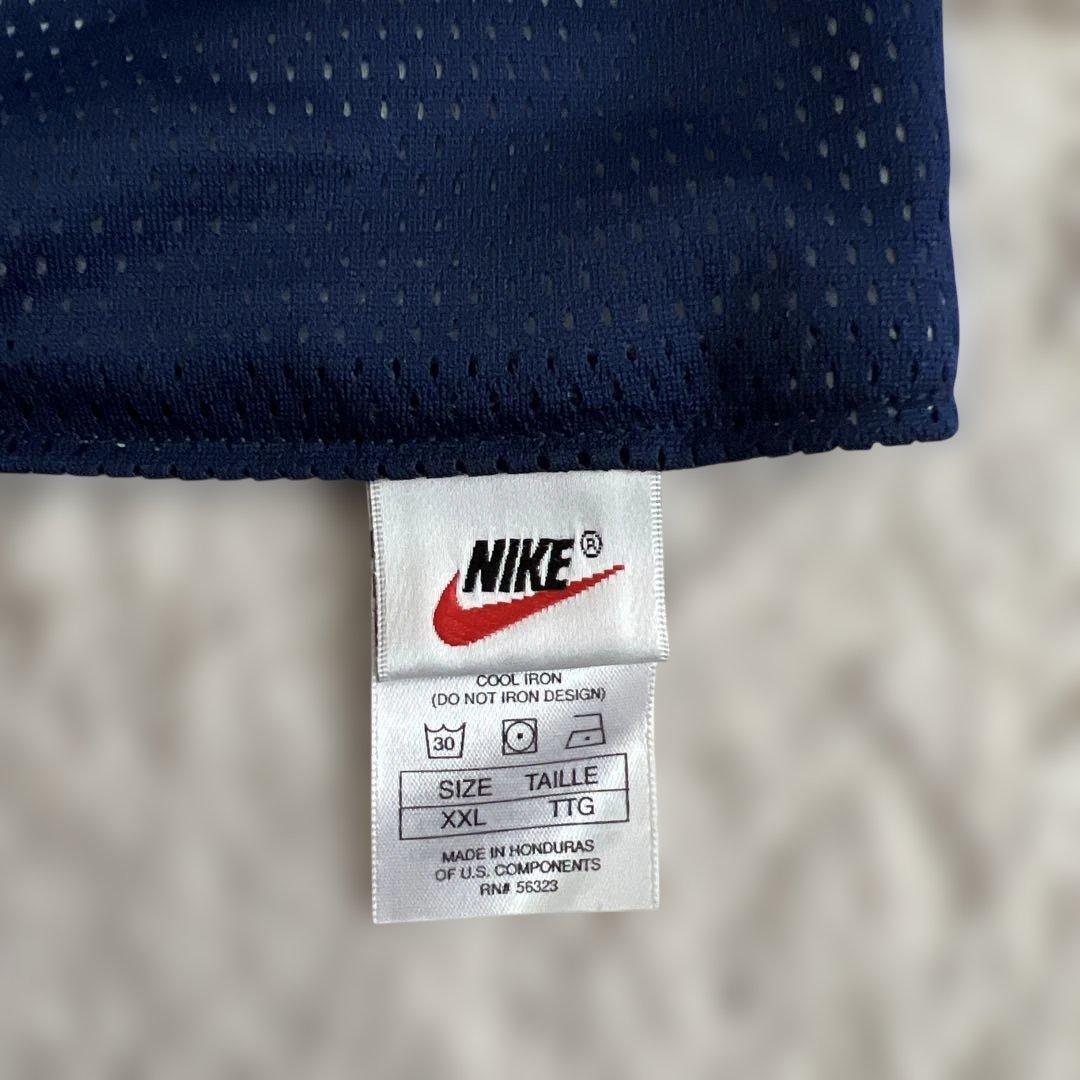 NIKE®
COOL IRON
(DO NOT IRON DESIGN)
30
SIZE TAILLE
XXL TTG
MADE IN HONDURAS
OF U.S. COMPONENTS
RN# 56323